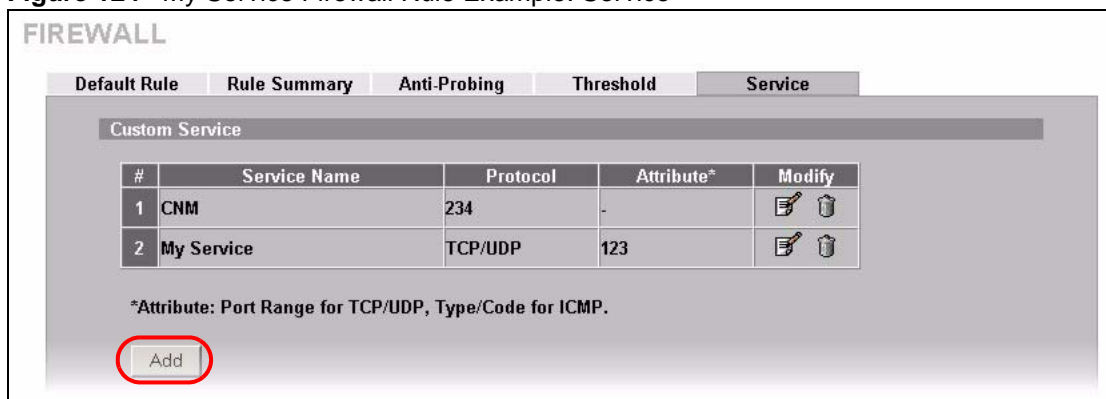 FIREWALL
Default Rule Rule Summary Anti-Probing Threshold Service
Custom Service
# Service Name Protocol Attribute* Modify
1 CNM 234 -
2 My Service TCP/UDP 123
*Attribute: Port Range for TCP/UDP, Type/Code for ICMP.
Add